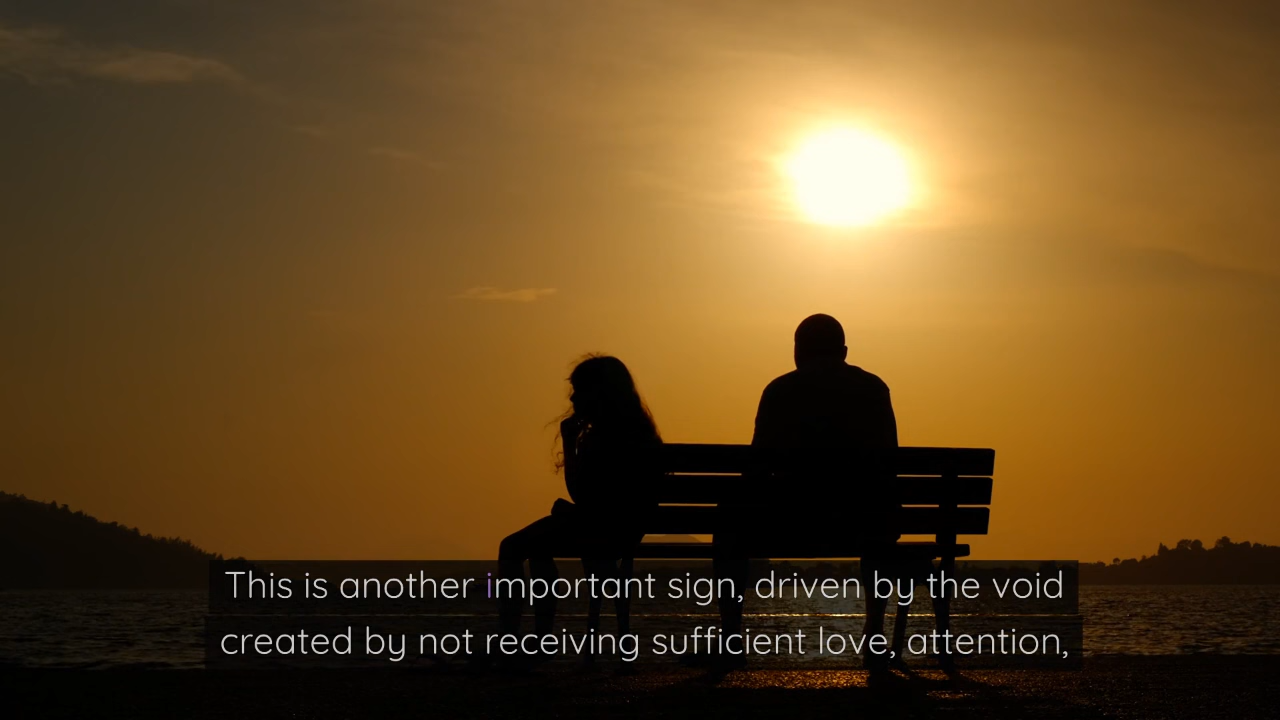 This is another important sign, driven by the void
created by not receiving sufficient love, attention,